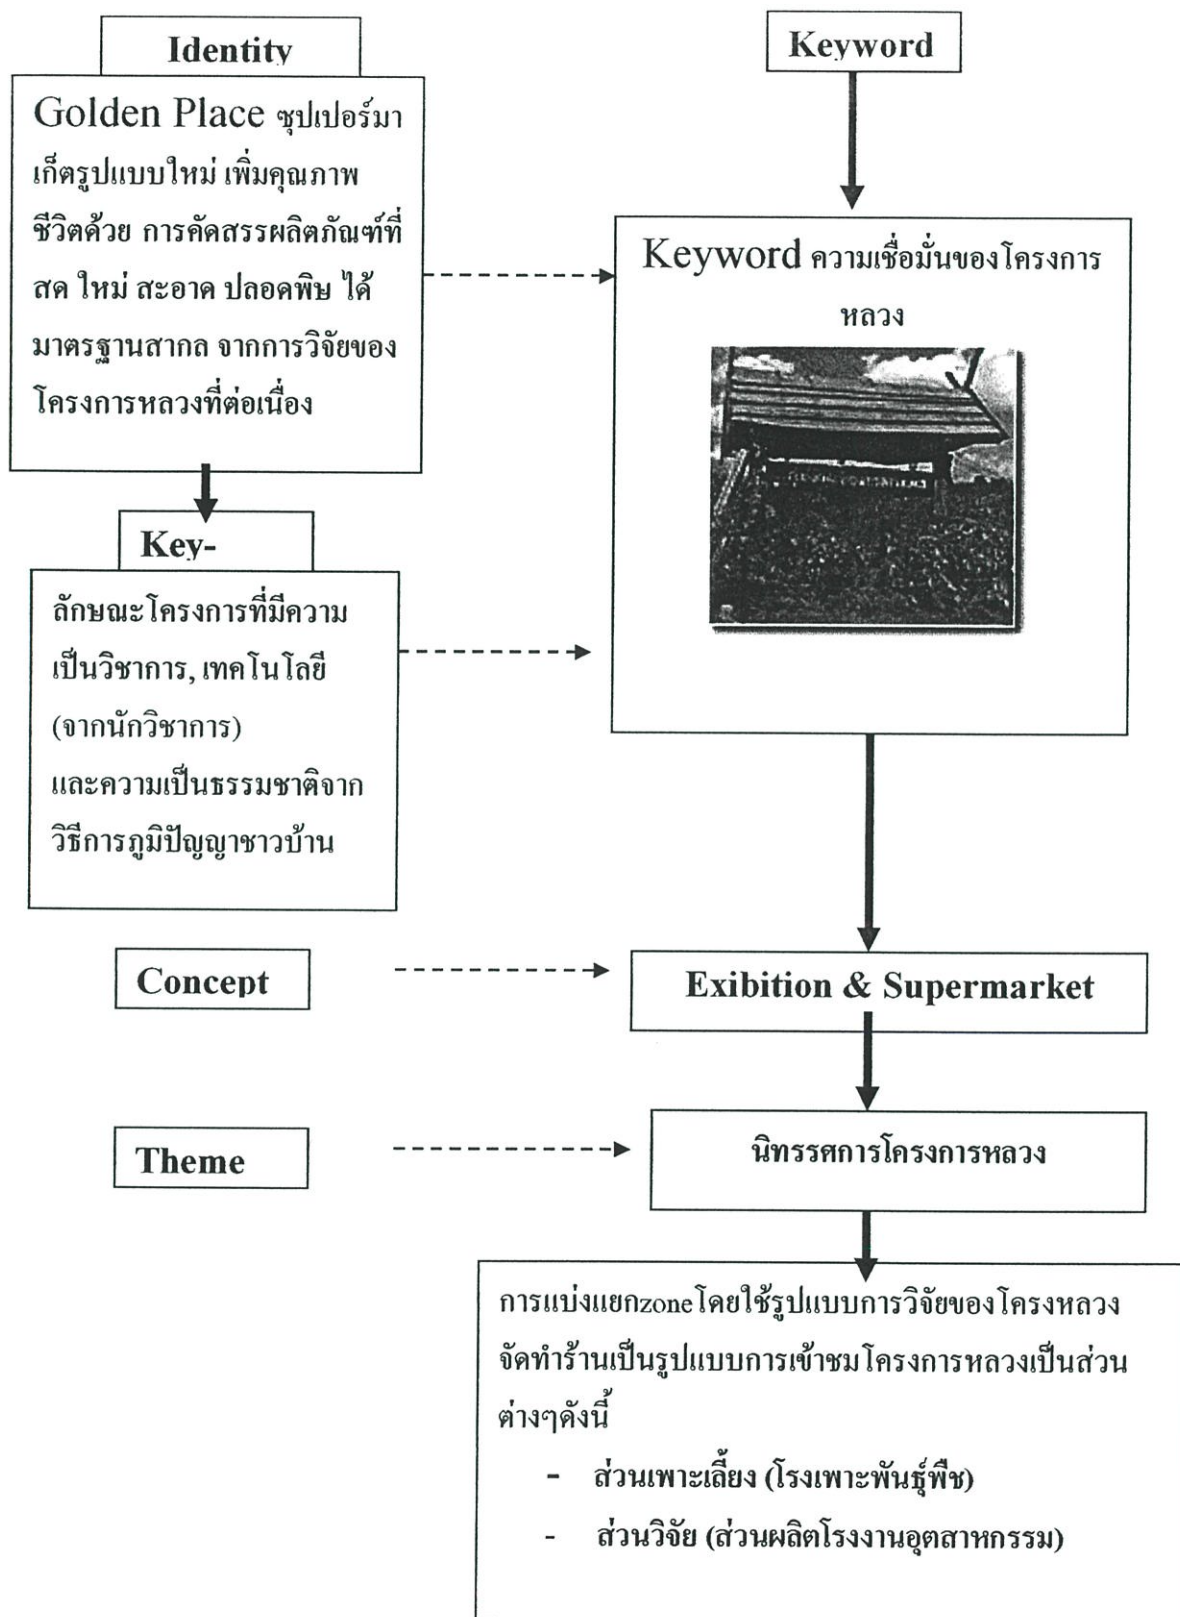 Identity
Golden Place ซุปเปอร์มา
เก็ตรูปแบบใหม่ เพิ่มคุณภาพ
ชีวิตด้วย การคัดสรรผลิตภัณฑ์ที่
สด ใหม่ สะอาด ปลอดพิษ ได้
มาตรฐานสากล จากการวิจัยของ
โครงการหลวงที่ต่อเนื่อง
Key-
ลักษณะโครงการที่มีความ
เป็นวิชาการ, เทคโนโลยี
(จากนักวิชาการ)
และความเป็นธรรมชาติจาก
วิธีการภูมิปัญญาชาวบ้าน
Concept
Theme
Keyword
Keyword ความเชื่อมั่นของโครงการ
หลวง
Exibition & Supermarket
นิทรรศการโครงการหลวง
การแบ่งแยกzoneโดยใช้รูปแบบการวิจัยของโครงหลวง
จัดทำร้านเป็นรูปแบบการเข้าชมโครงการหลวงเป็นส่วน
ต่างๆดังนี้
- ส่วนเพาะเลี้ยง (โรงเพาะพันธุ์พืช)
- ส่วนวิจัย (ส่วนผลิตโรงงานอุตสาหกรรม)